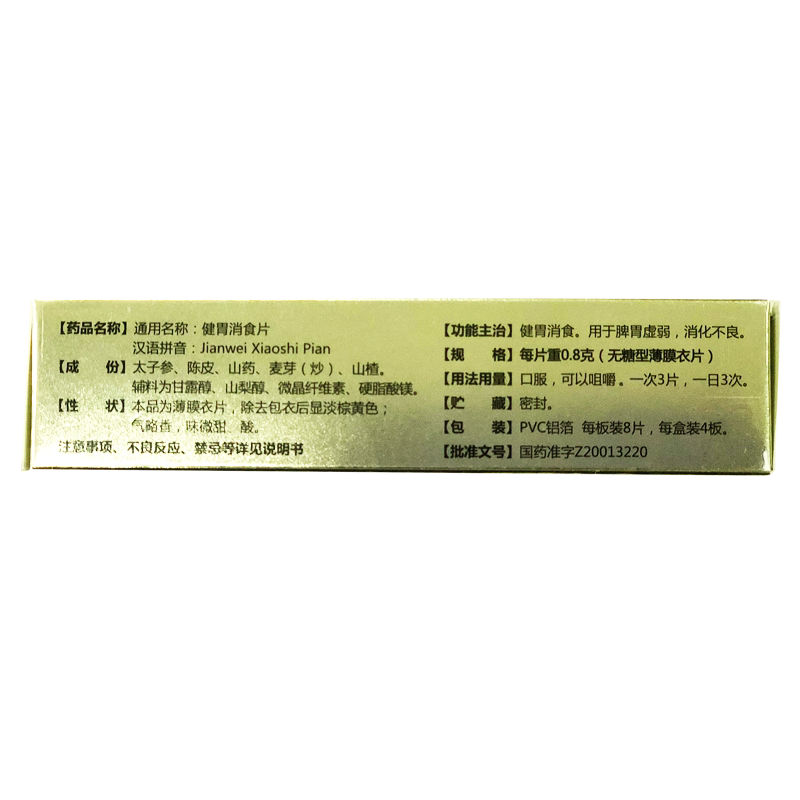 【药品名称】通用名称：健胃消食片
汉语拼音：Jianwei Xiaoshi Pian
【成 份】太子参、陈皮、山药、麦芽（炒）、山楂。
辅料为甘露醇、山梨醇、微晶纤维素、硬脂酸镁。
【性 状】本品为薄膜衣片，除去包衣后显淡棕黄色；
气略香，味微甜 酸。
注意事项、不良反应、禁忌等详见说明书
【功能主治】健胃消食。用于脾胃虚弱，消化不良。
【规 格】每片重0.8克（无糖型薄膜衣片）
【用法用量】口服，可以咀嚼。一次3片，一日3次。
【贮 藏】密封。
【包 装】PVC铝箔 每板装8片，每盒装4板。
【批准文号】国药准字Z20013220